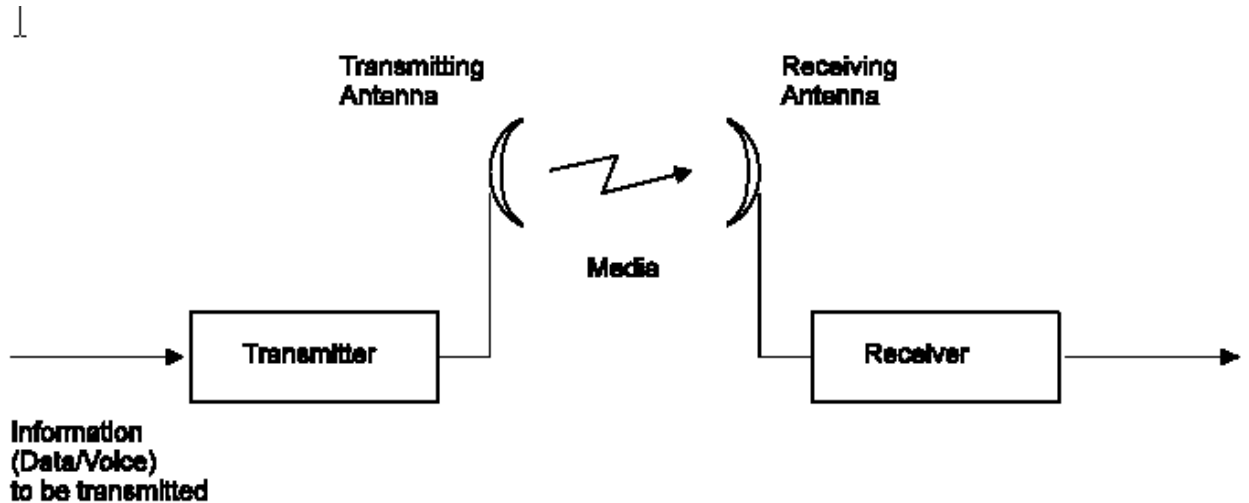 Transmitting
Antenna
Receiving
Antenna
Media
Transmitter
Receiver
Information
(Data/Voice)
to be transmitted